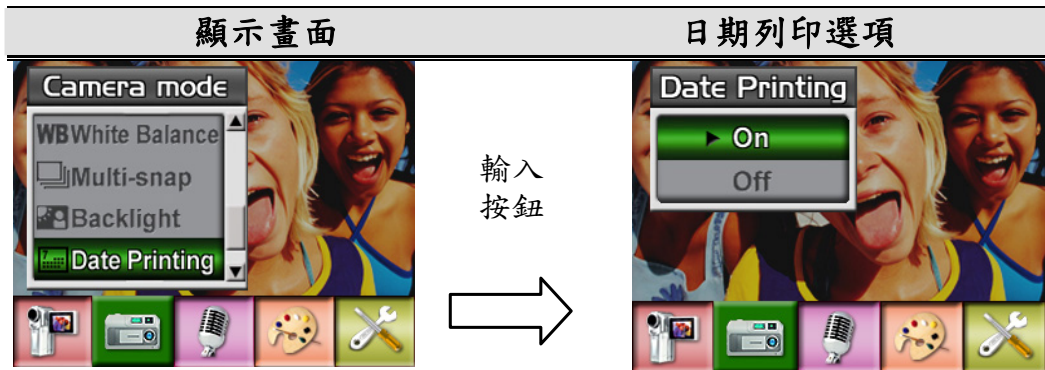 顯示畫面
日期列印選項
Camera mode
WB White Balance
Multi-snap
Backlight
7 Date Printing
輸入
按鈕
Date Printing
On
Off